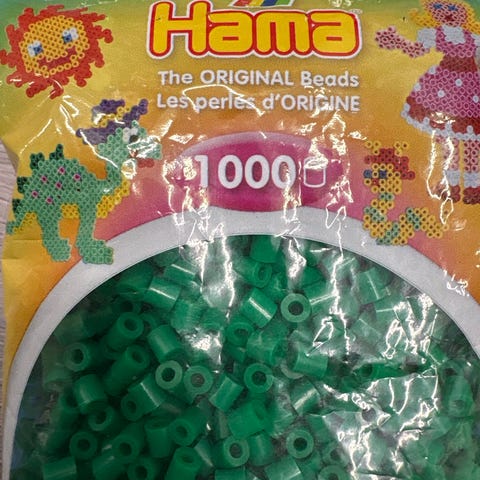 Hama
The ORIGINAL Beads
Les perles d'ORIGINE
1000